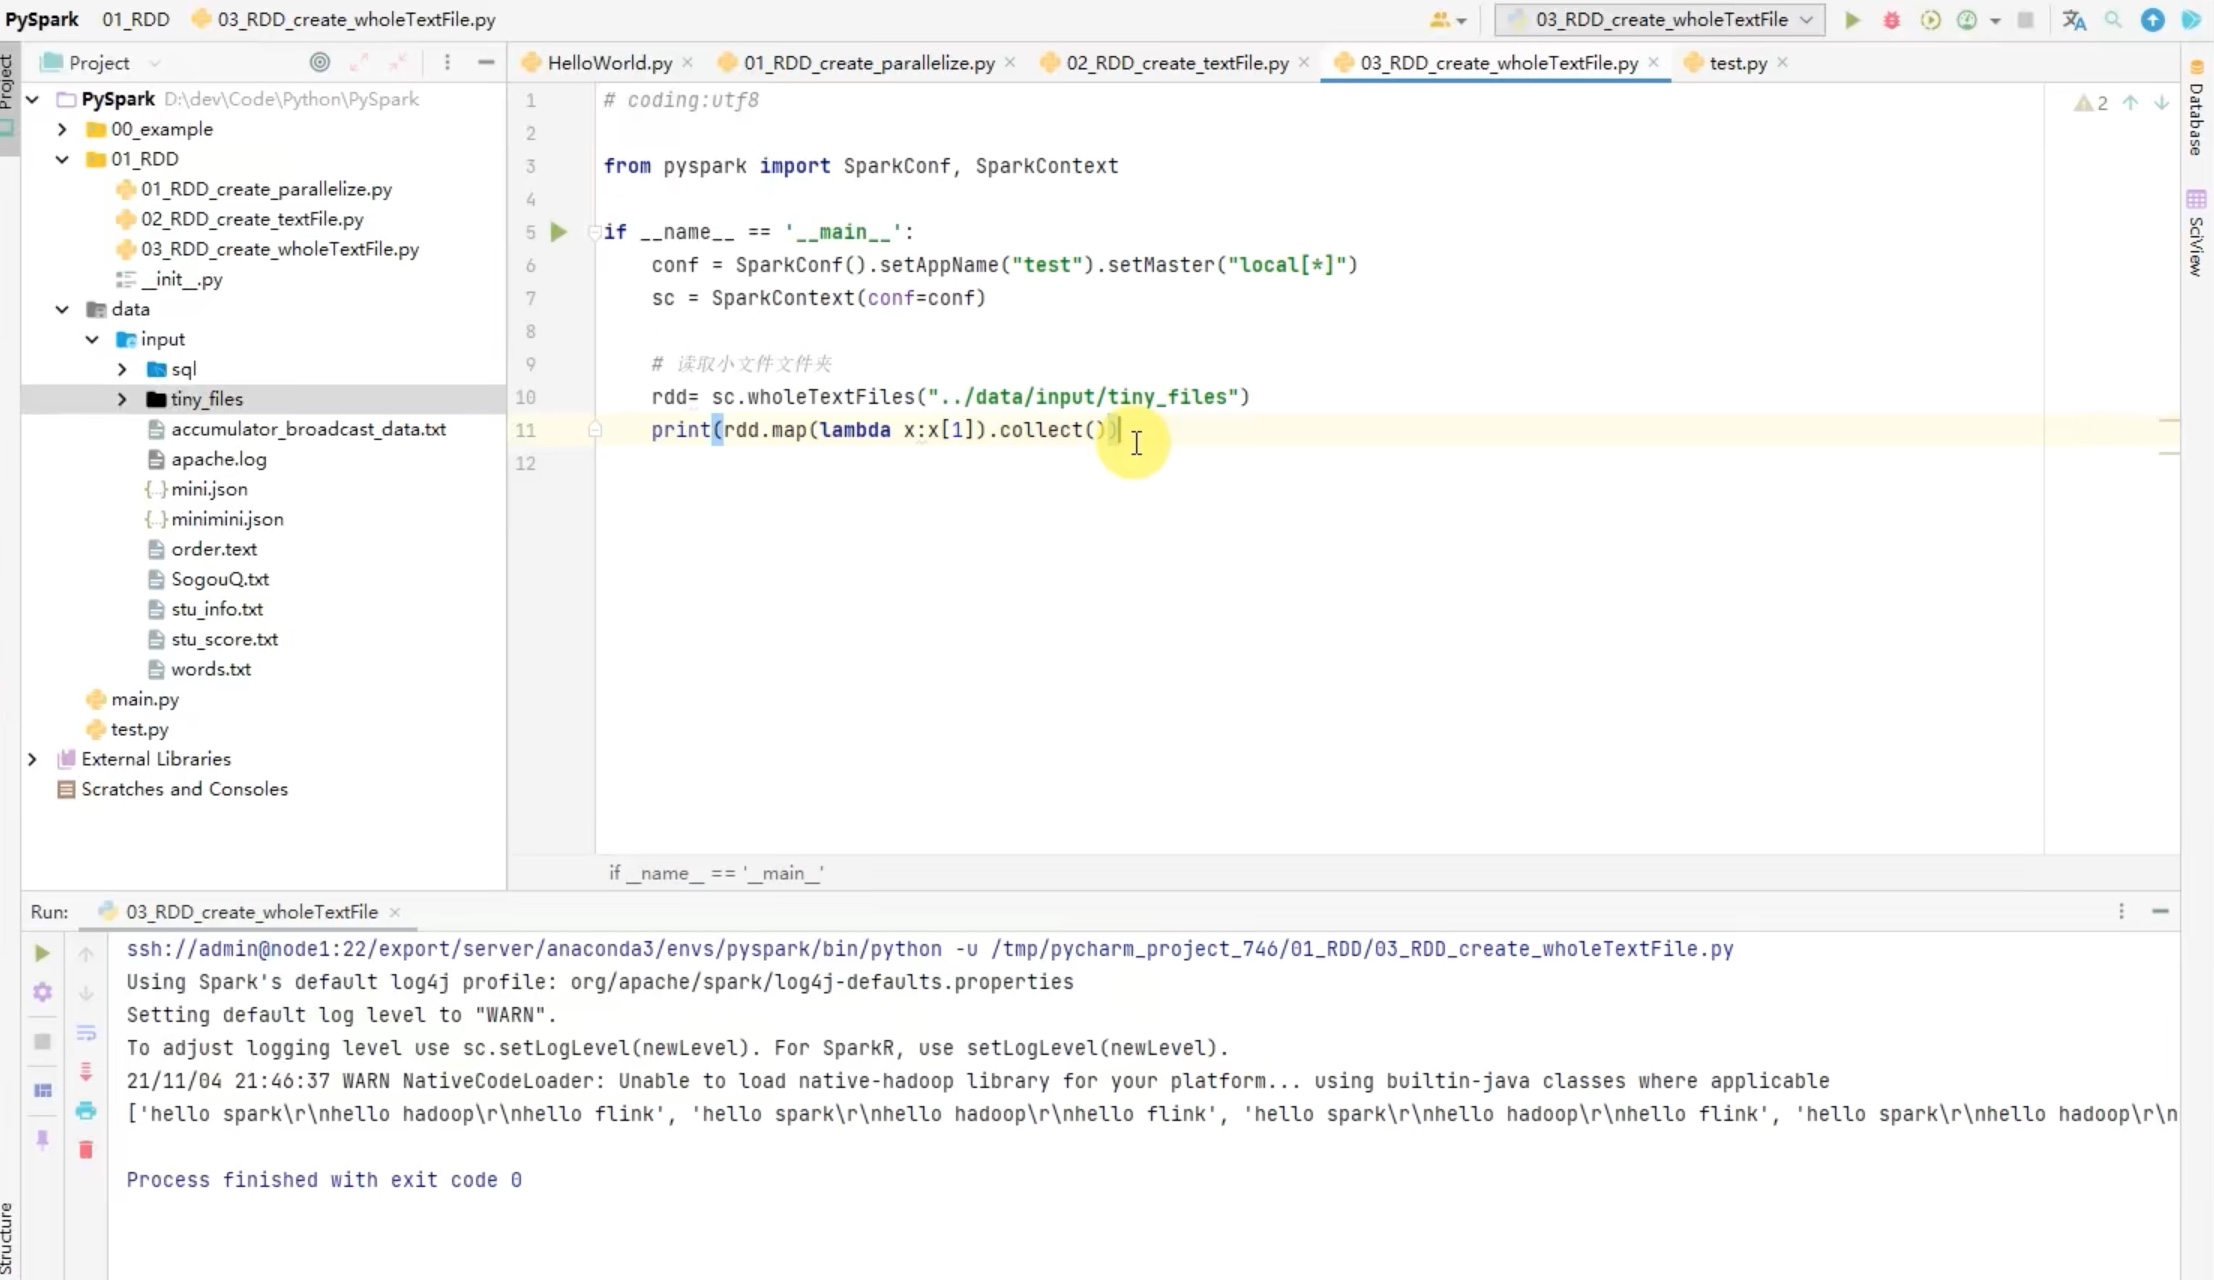 PySpark 01_RDD 03_RDD_create_wholeTextFile.py
03_RDD_create_wholeTextFile
Project
HelloWorld.py
01_RDD_create_parallelize.py
02_RDD_create_textFile.py
03_RDD_create_wholeTextFile.py
test.py
Project
PySpark D:\dev\Code\Python\PySpark
00_example
01_RDD
01_RDD_create_parallelize.py
02_RDD_create_textFile.py
03_RDD_create_wholeTextFile.py
__init__.py
data
input
sql
tiny_files
accumulator_broadcast_data.txt
apache.log
mini.json
minimini.json
order.text
SogouQ.txt
stu_info.txt
stu_score.txt
words.txt
main.py
test.py
External Libraries
Scratches and Consoles
1 # coding:utf8
2
3 from pyspark import SparkConf, SparkContext
4
5 if __name__ == '__main__':
6 conf = SparkConf().setAppName("test").setMaster("local[*]")
7 sc = SparkContext(conf=conf)
8
9 # 读取小文件文件夹
10 rdd= sc.wholeTextFiles("../data/input/tiny_files")
11 print(rdd.map(lambda x:x[1]).collect())
12
2
Database
SciView
if __name__ == '__main__'
Run: 03_RDD_create_wholeTextFile
ssh://admin@node1:22/export/server/anaconda3/envs/pyspark/bin/python -u /tmp/pycharm_project_746/01_RDD/03_RDD_create_wholeTextFile.py
Using Spark's default log4j profile: org/apache/spark/log4j-defaults.properties
Setting default log level to "WARN".
To adjust logging level use sc.setLogLevel(newLevel). For SparkR, use setLogLevel(newLevel).
21/11/04 21:46:37 WARN NativeCodeLoader: Unable to load native-hadoop library for your platform... using builtin-java classes where applicable
['hello spark\r\nhello hadoop\r\nhello flink', 'hello spark\r\nhello hadoop\r\nhello flink', 'hello spark\r\nhello hadoop\r\nhello flink', 'hello spark\r\nhello hadoop\r\n
Process finished with exit code 0
Structure